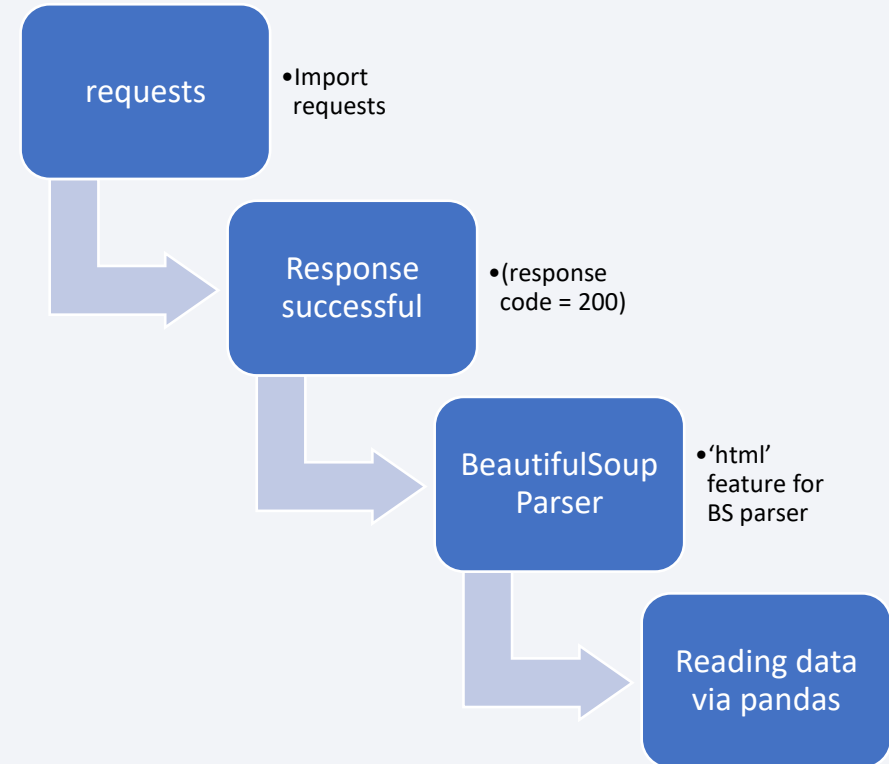 requests
•Import
requests
Response
successful
•(response
code = 200)
BeautifulSoup
Parser
•‘html’
feature for
BS parser
Reading data
via pandas